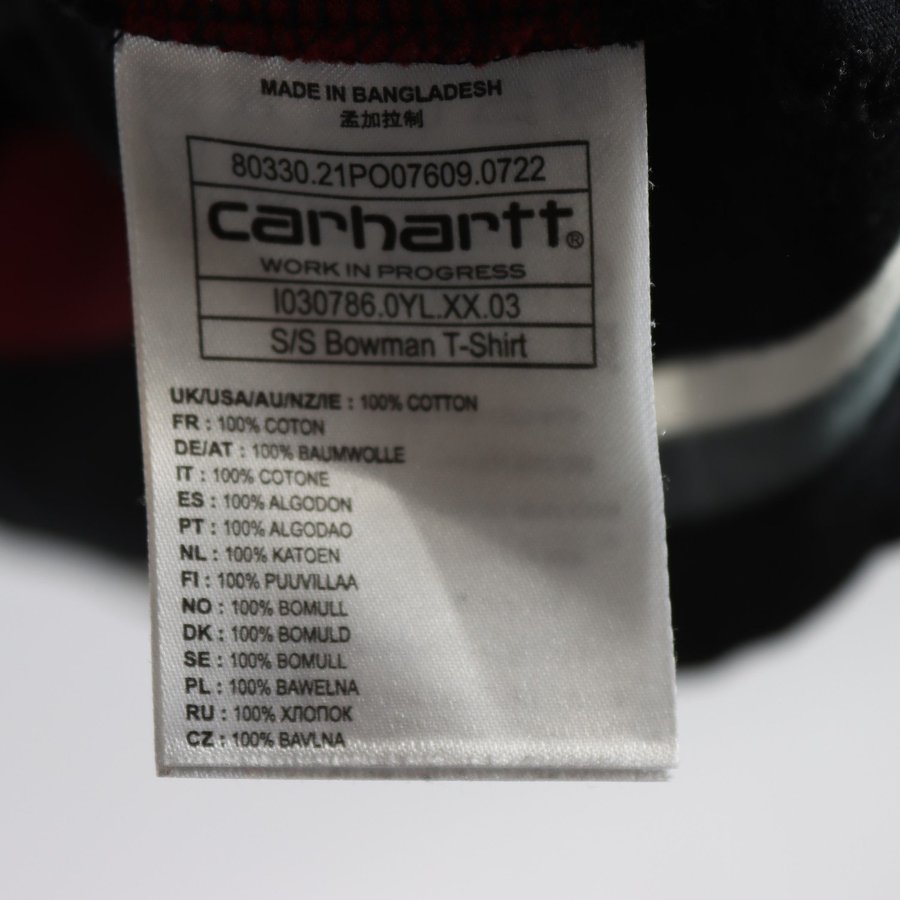 MADE IN BANGLADESH
孟加拉制
80330.21PO07609.0722
carhartt®
WORK IN PROGRESS
I030786.0YL.XX.03
S/S Bowman T-Shirt
UK/USA/AU/NZ/IE : 100% COTTON
FR : 100% COTON
DE/AT : 100% BAUMWOLLE
IT : 100% COTONE
ES : 100% ALGODON
PT : 100% ALGODAO
NL : 100% KATOEN
FI : 100% PUUVILLAA
NO : 100% BOMULL
DK : 100% BOMULD
SE : 100% BOMULL
PL : 100% BAWELNA
RU : 100% ХЛОПОК
CZ : 100% BAVLNA